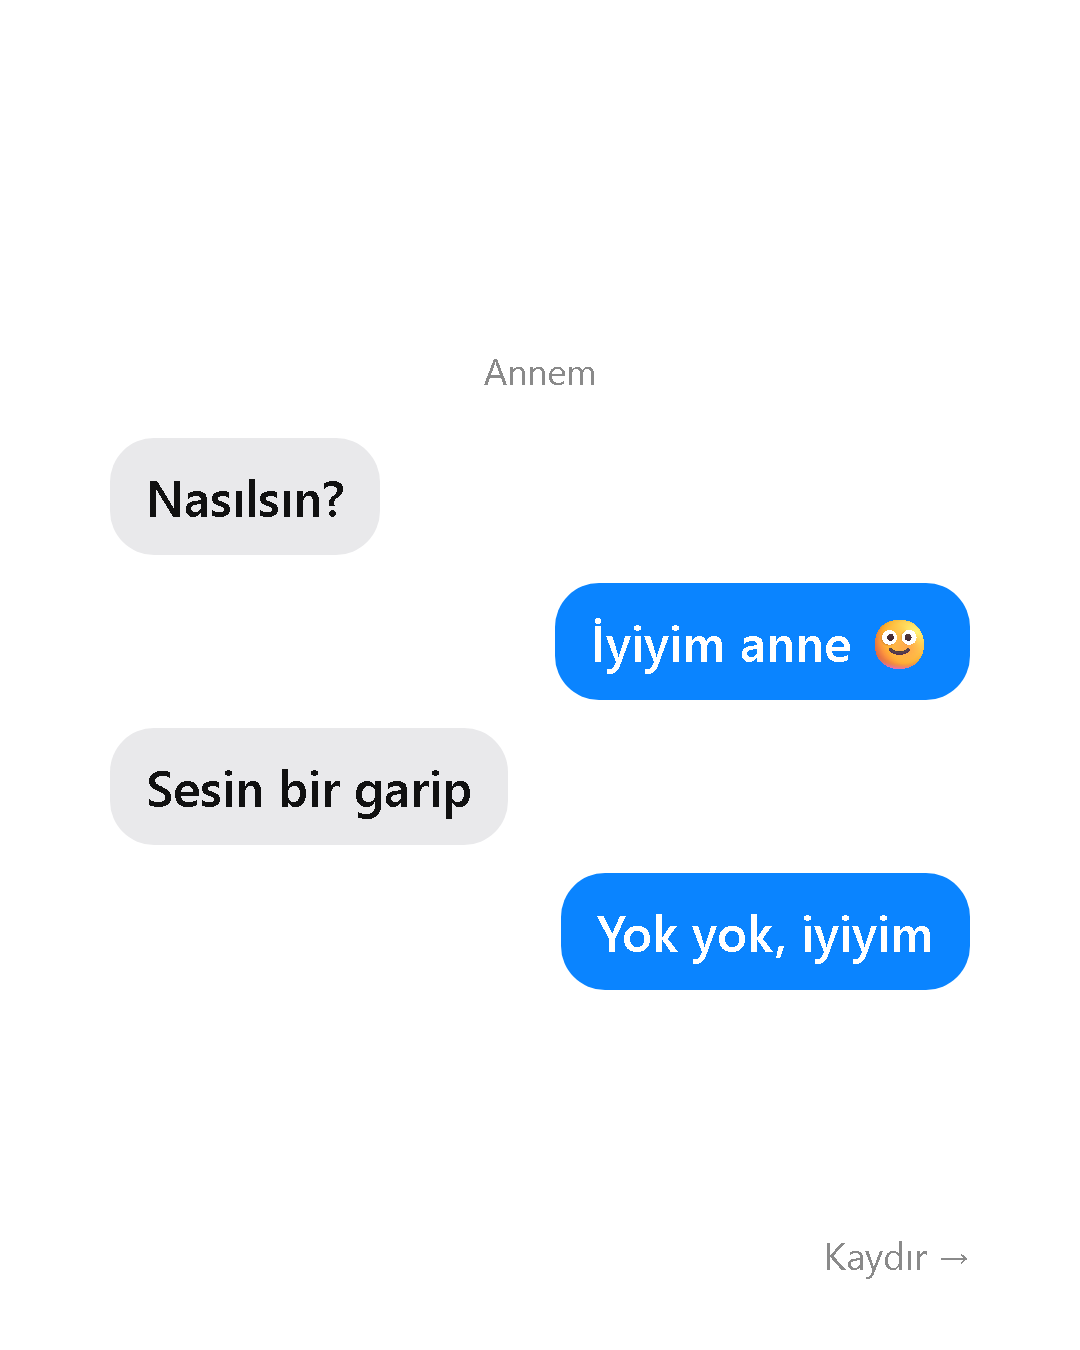 Annem
Nasılsın?
İyiyim anne 🙂
Sesin bir garip
Yok yok, iyiyim
Kaydır →